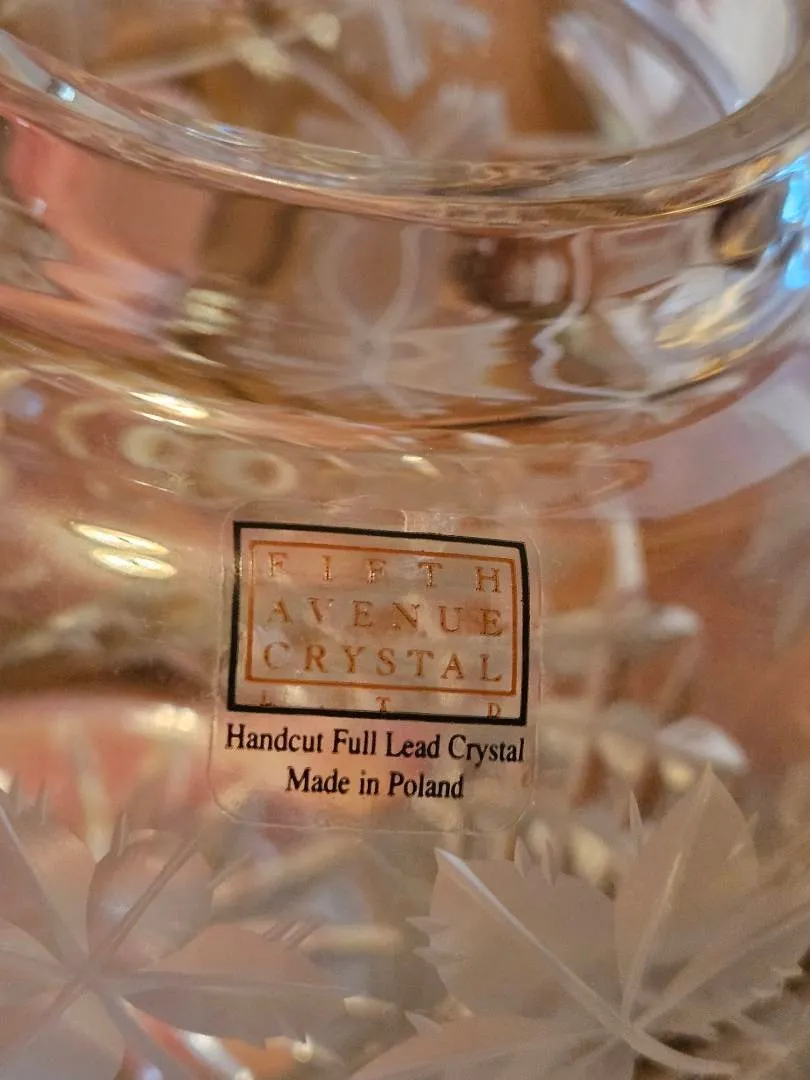 FIFTH
AVENUE
CRYSTAL
LTD
Handcut Full Lead Crystal
Made in Poland